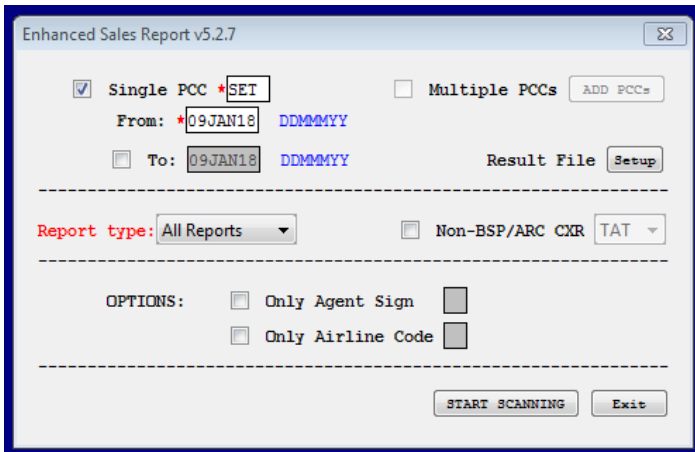 Enhanced Sales Report v5.2.7
Single PCC *SET Multiple PCCs ADD PCCs
From: *09JAN18 DDMMMYY
To: 09JAN18 DDMMMYY Result File Setup
------------------------------------------------------------------
Report type: All Reports Non-BSP/ARC CXR TAT
------------------------------------------------------------------
OPTIONS: Only Agent Sign
Only Airline Code
------------------------------------------------------------------
START SCANNING Exit